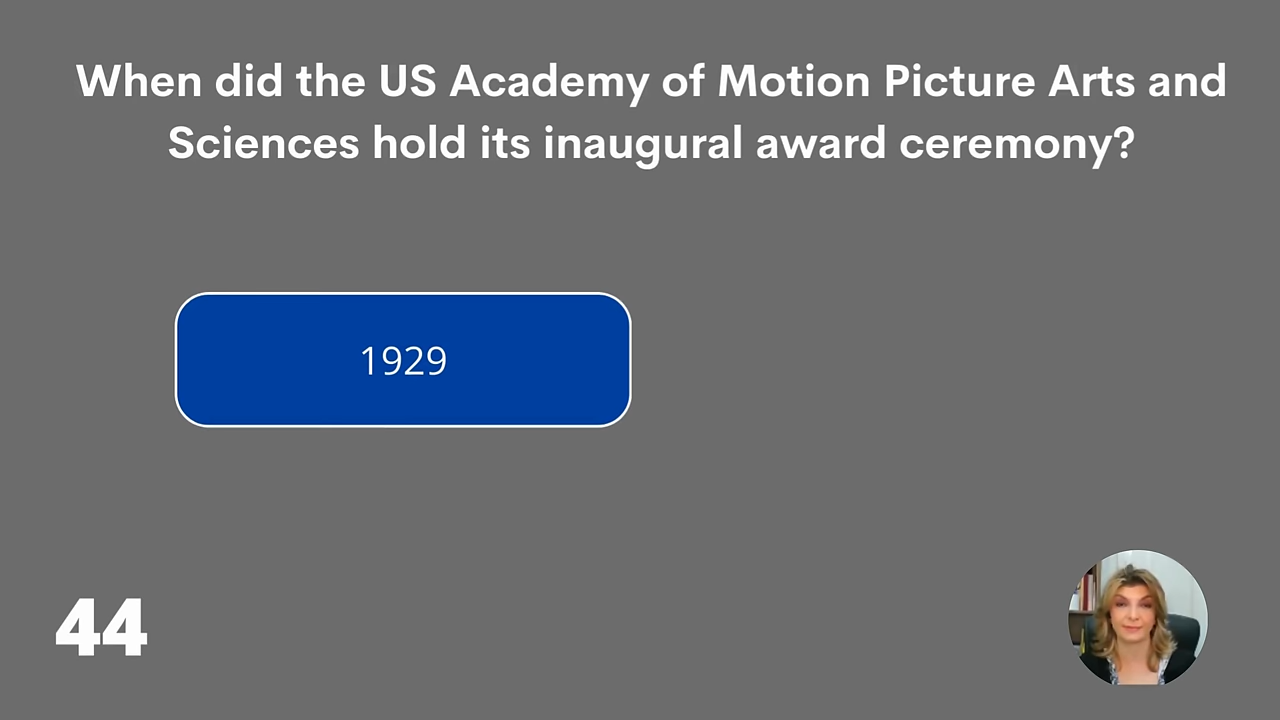 When did the US Academy of Motion Picture Arts and
Sciences hold its inaugural award ceremony?
1929
44